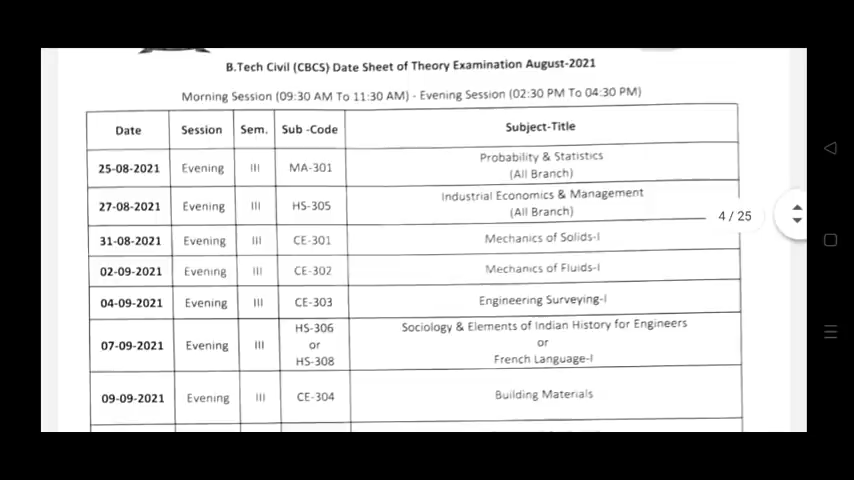 B.Tech Civil (CBCS) Date Sheet of Theory Examination August-2021
Morning Session (09:30 AM To 11:30 AM) - Evening Session (02:30 PM To 04:30 PM)
Date Session Sem. Sub -Code Subject-Title
25-08-2021 Evening III MA-301 Probability & Statistics
(All Branch)
27-08-2021 Evening III HS-305 Industrial Economics & Management
(All Branch)
4 / 25
31-08-2021 Evening III CE-301 Mechanics of Solids-I
02-09-2021 Evening III CE-302 Mechanics of Fluids-I
04-09-2021 Evening III CE-303 Engineering Surveying-I
07-09-2021 Evening III HS-306 Sociology & Elements of Indian History for Engineers
or or
HS-308 French Language-I
09-09-2021 Evening III CE-304 Building Materials